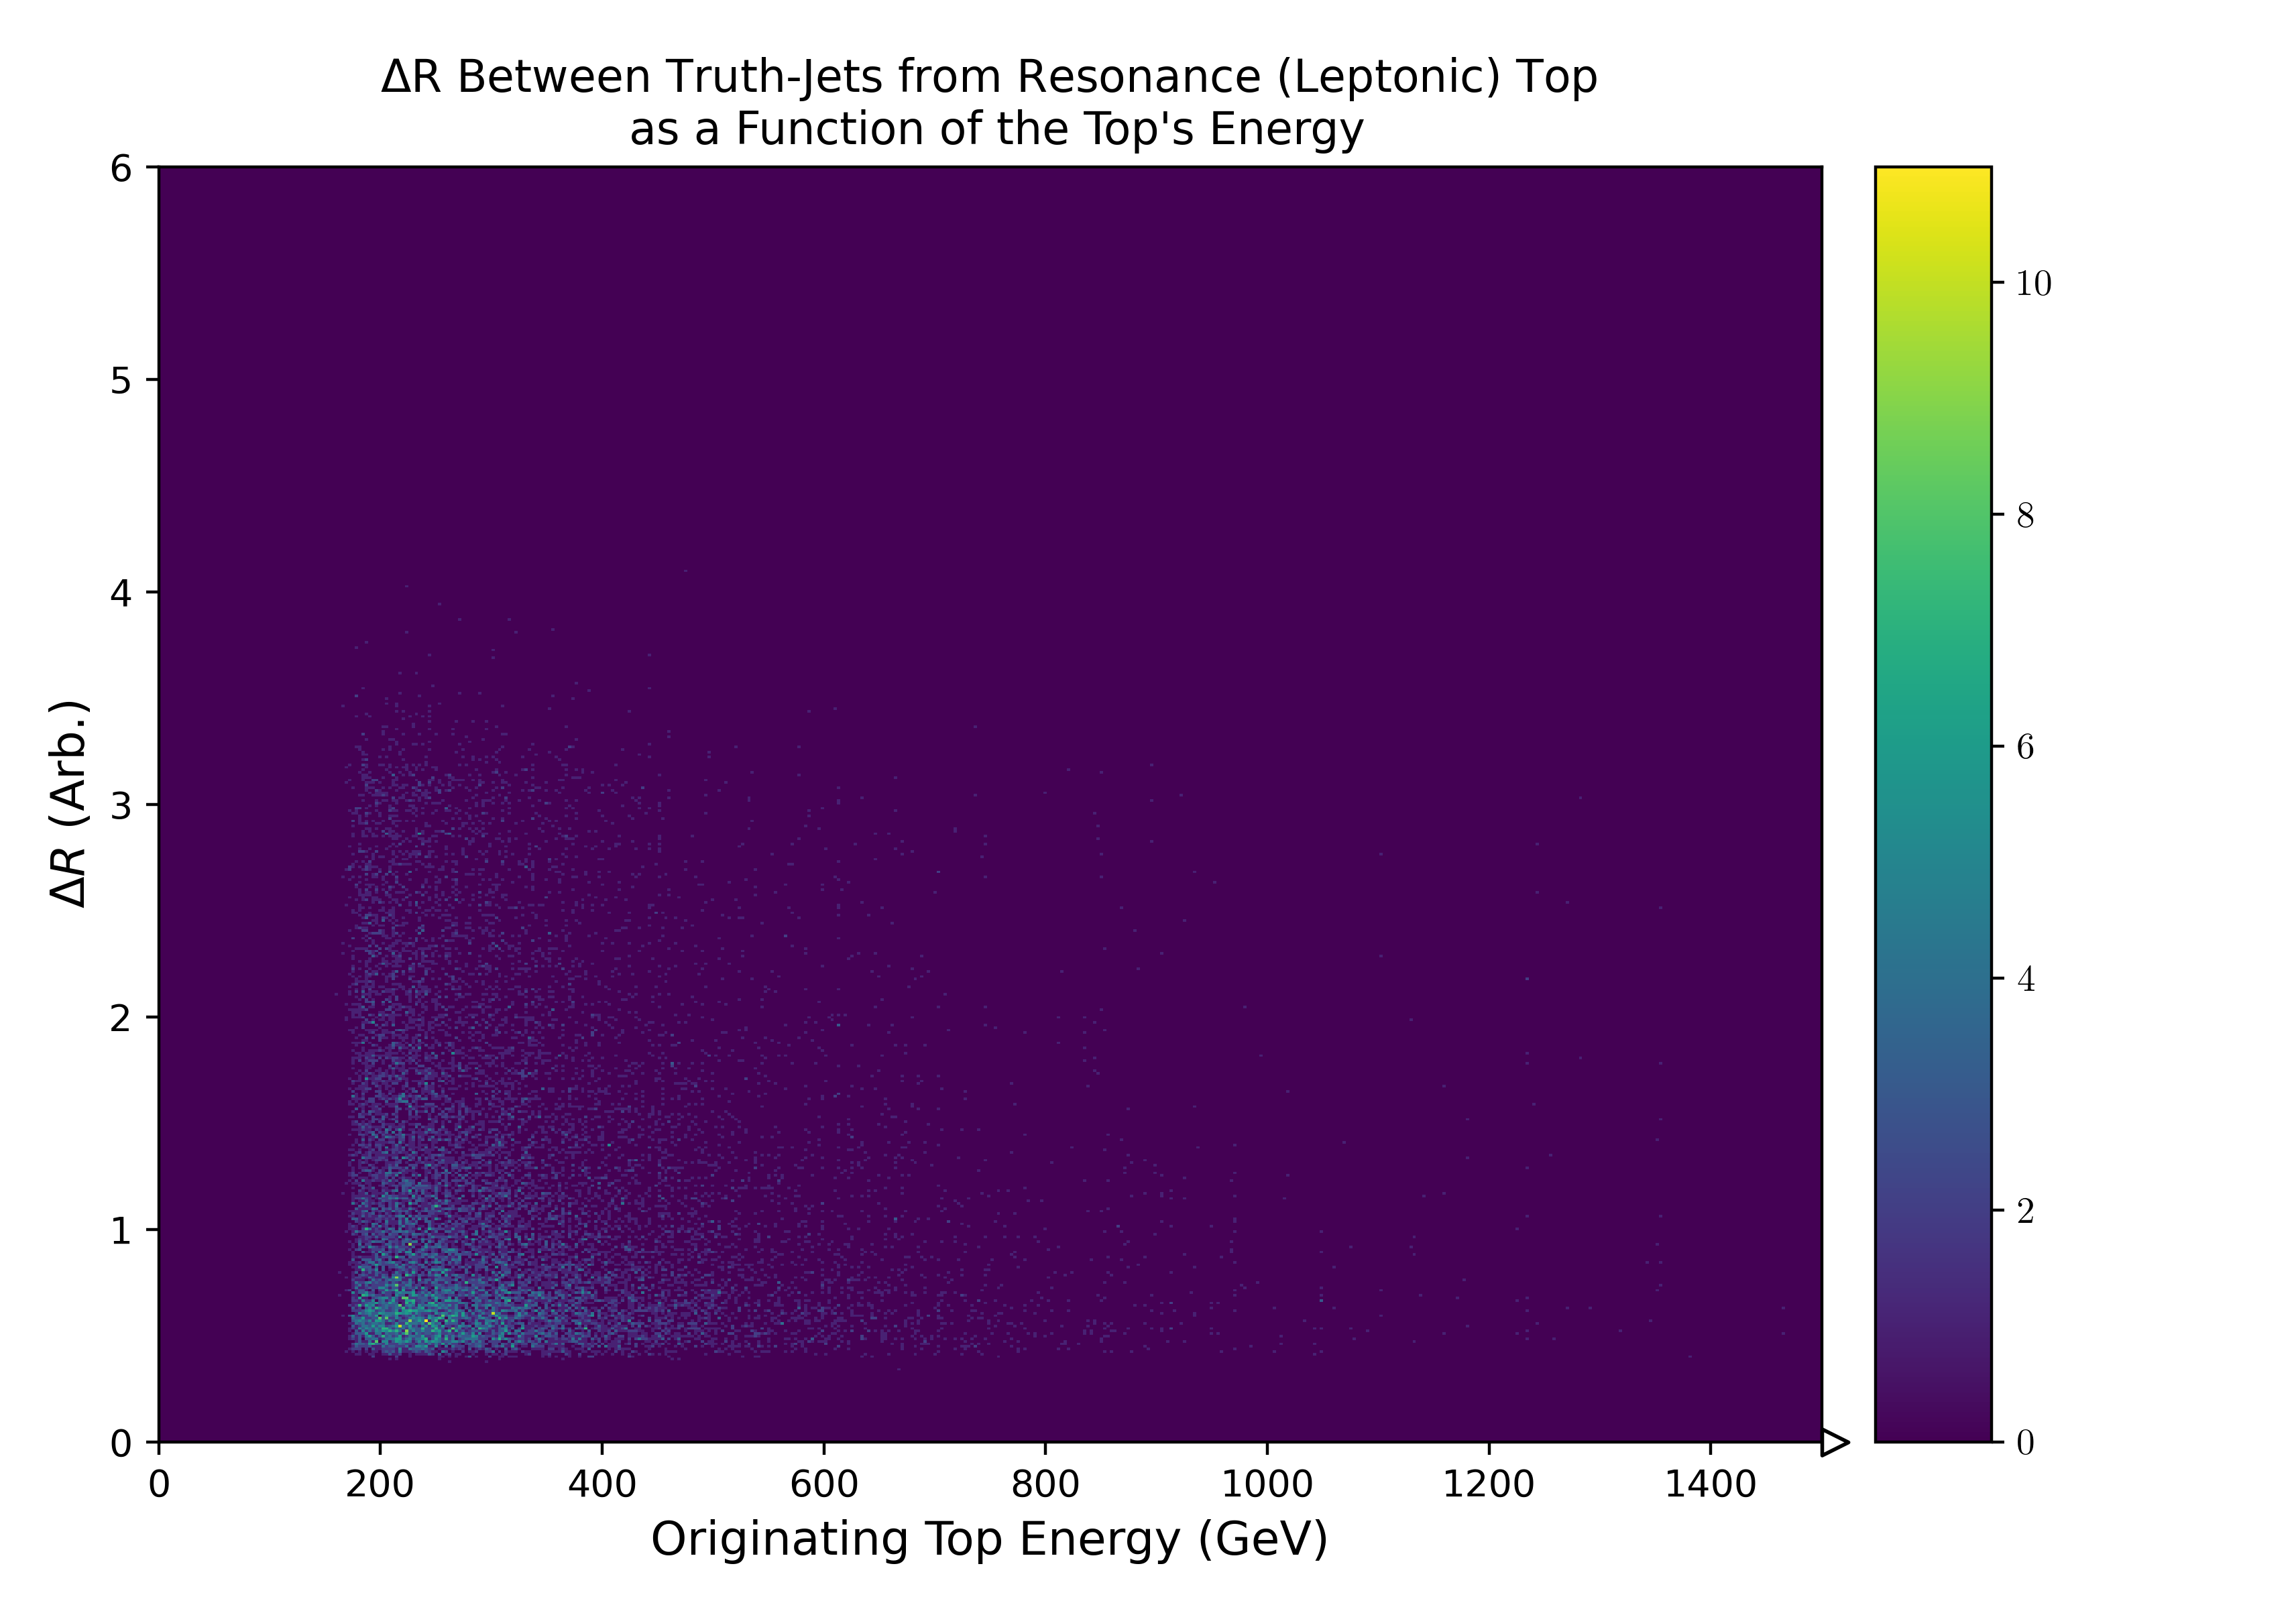 ΔR Between Truth-Jets from Resonance (Leptonic) Top
as a Function of the Top's Energy
6
5
4
3
2
1
0
ΔR (Arb.)
0 200 400 600 800 1000 1200 1400
Originating Top Energy (GeV)
10
8
6
4
2
0